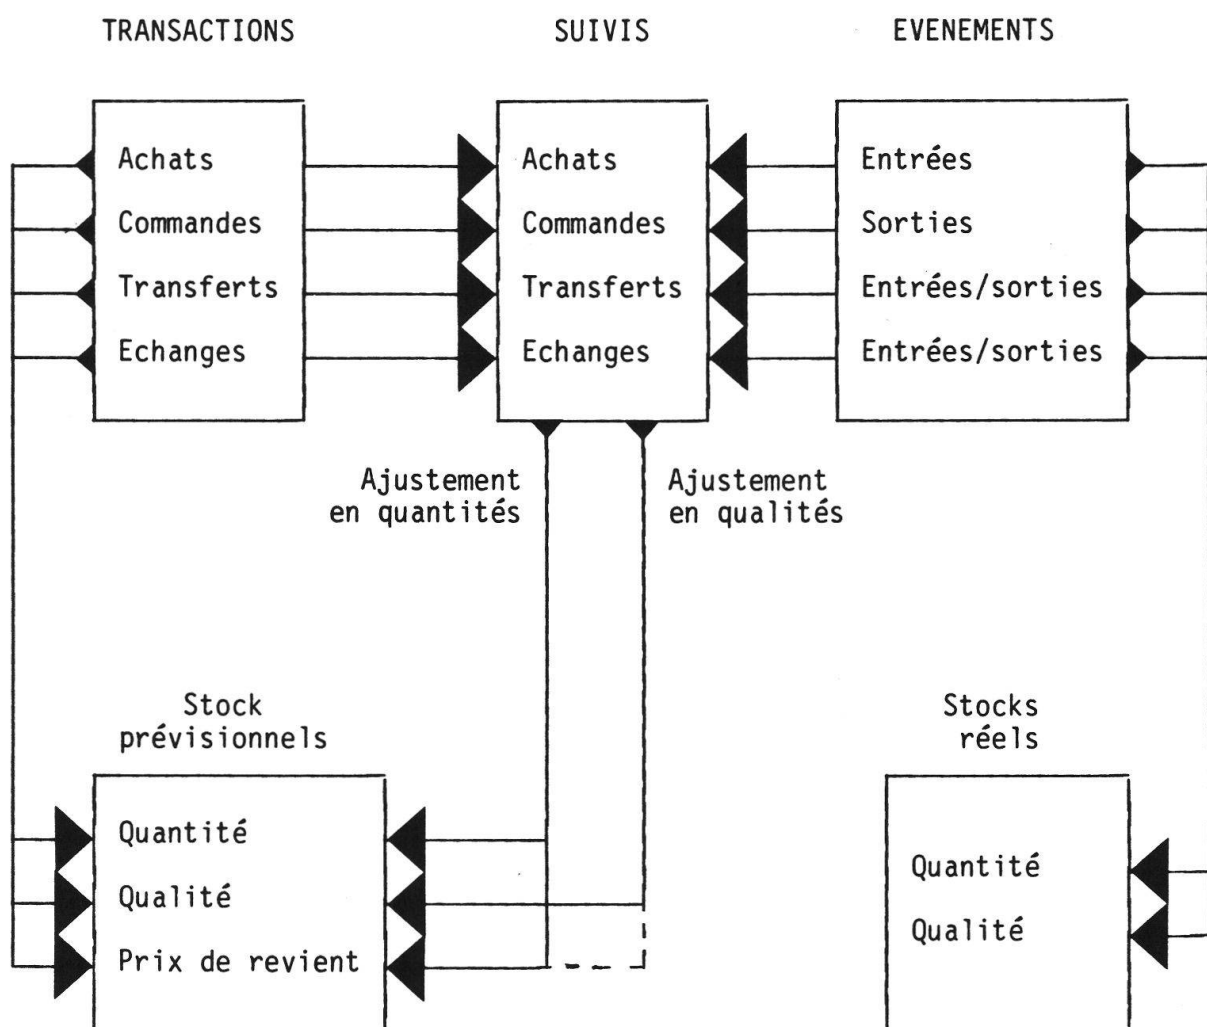 TRANSACTIONS
SUIVIS
EVENEMENTS
Achats
Commandes
Transferts
Echanges
Achats
Commandes
Transferts
Echanges
Entrées
Sorties
Entrées/sorties
Entrées/sorties
Ajustement
en quantités
Ajustement
en qualités
Stock
prévisionnels
Quantité
Qualité
Prix de revient
Stocks
réels
Quantité
Qualité